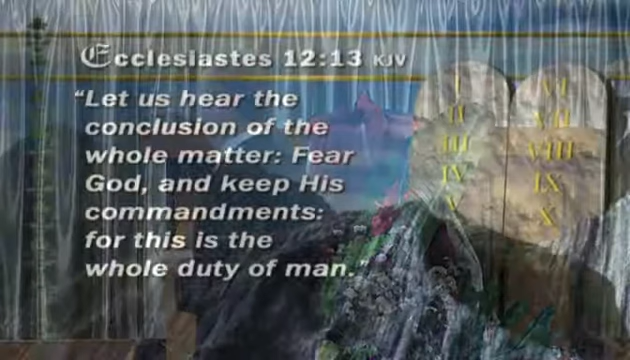 Ecclesiastes 12:13 KJV
“Let us hear the
conclusion of the
whole matter: Fear
God, and keep His
commandments:
for this is the
whole duty of man.”
I VI
II VII
III VIII
IV IX
V X